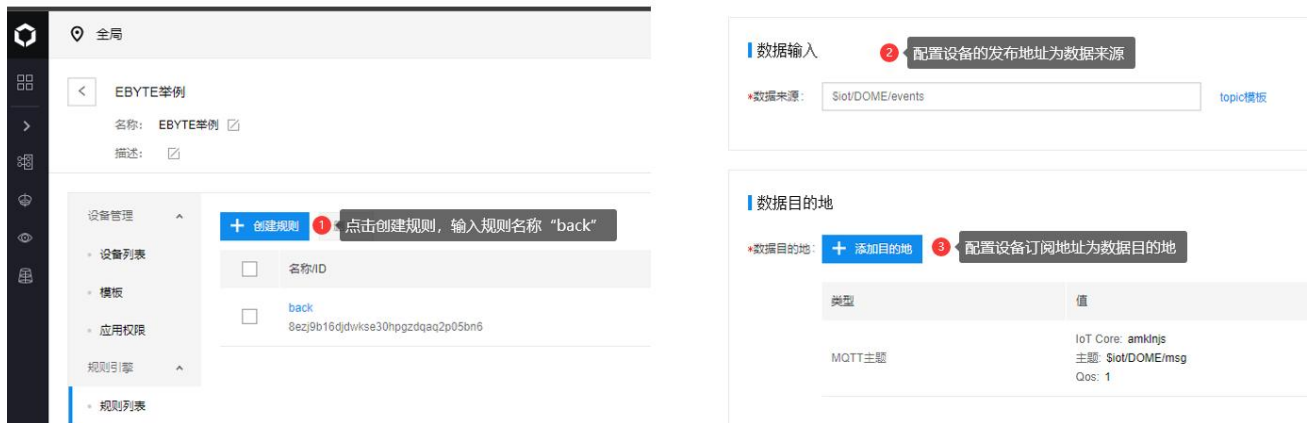 全局
EBYTE举例
名称: EBYTE举例
描述:
设备管理
设备列表
模板
应用权限
规则引擎
规则列表
+ 创建规则
1 点击创建规则，输入规则名称“back”
名称/ID
back
8ezj9b16djdwkse30hpgzdqaq2p05bn6
数据输入
2 配置设备的发布地址为数据来源
*数据来源: $iot/DOME/events topic模板
数据目的地
*数据目的地: + 添加目的地
3 配置设备订阅地址为数据目的地
类型 值
MQTT主题
IoT Core: amklnjs
主题: $iot/DOME/msg
Qos: 1